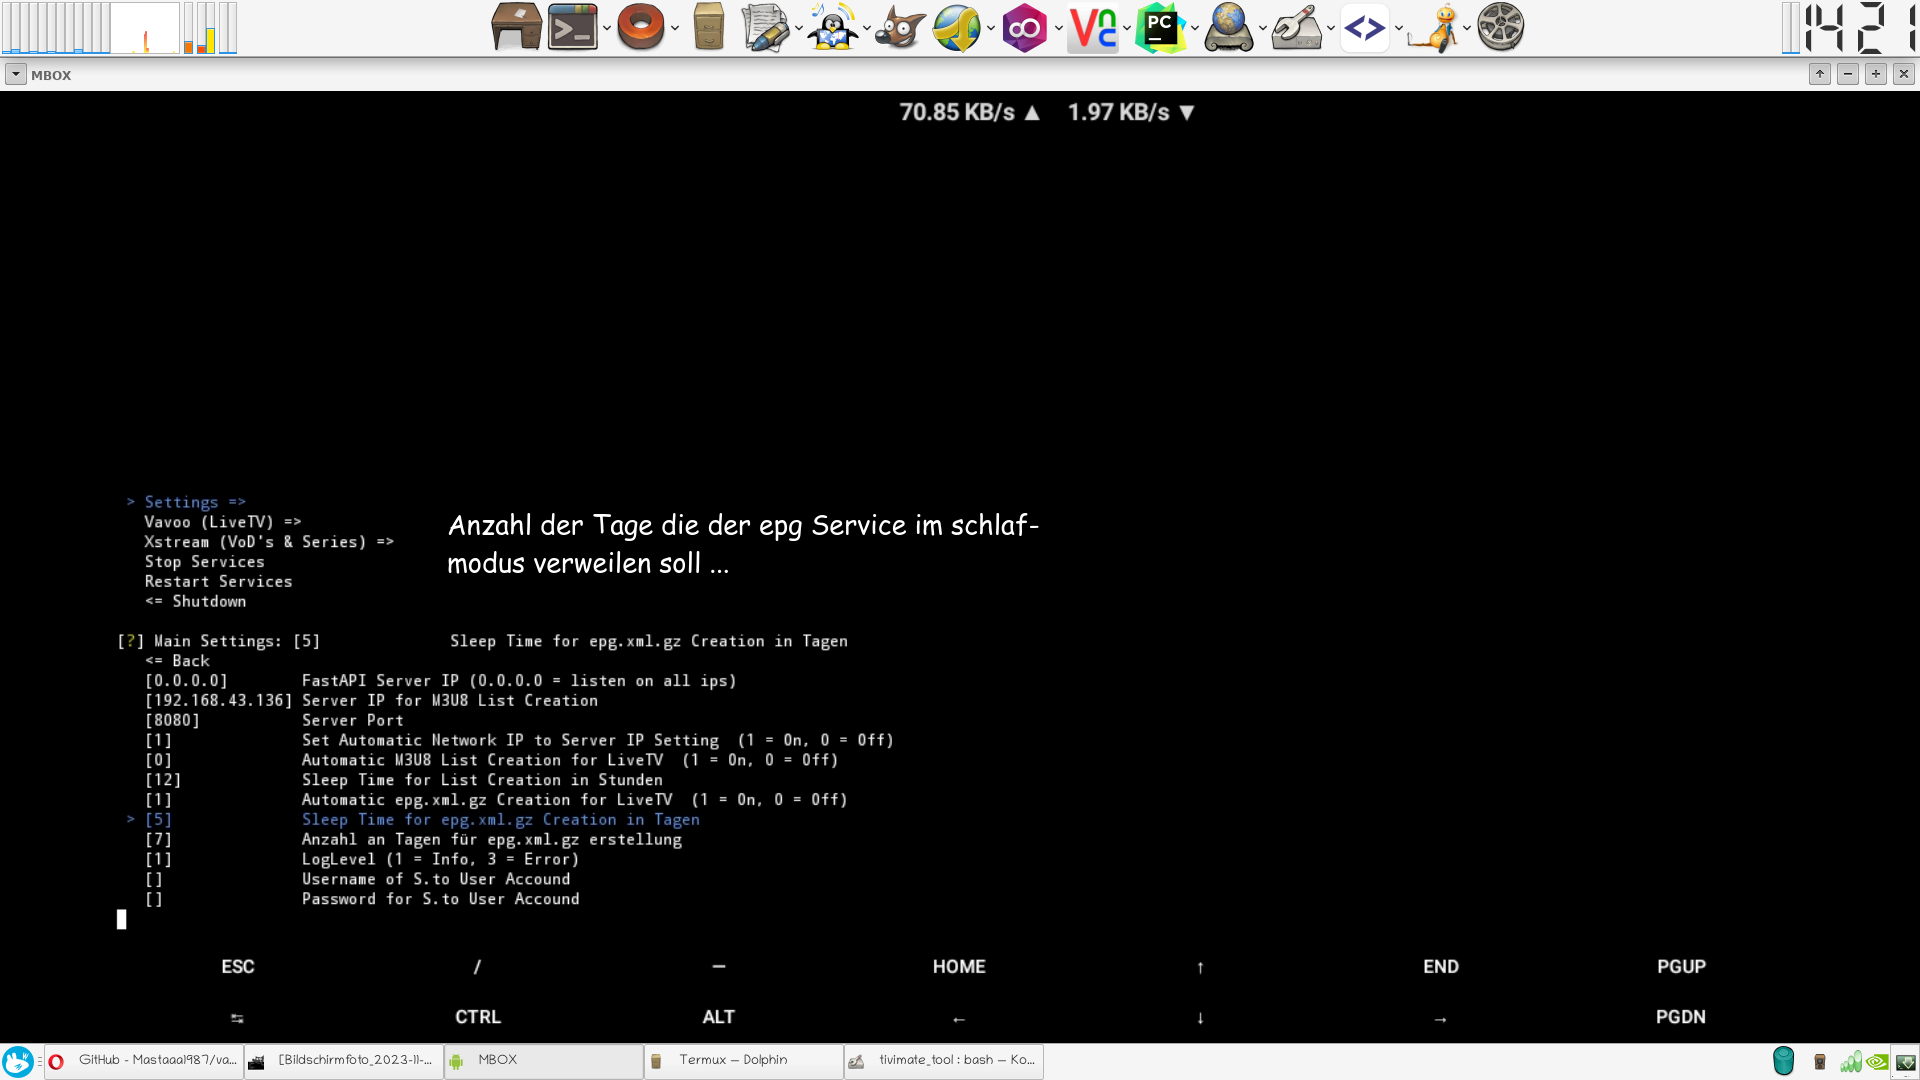 14 21
MBOX
70.85 KB/s ▲ 1.97 KB/s ▼
> Settings =>
Vavoo (LiveTV) =>
Xstream (VoD's & Series) =>
Stop Services
Restart Services
<= Shutdown
Anzahl der Tage die der epg Service im schlaf-
modus verweilen soll ...
[?] Main Settings: [5] Sleep Time for epg.xml.gz Creation in Tagen
<= Back
[0.0.0.0] FastAPI Server IP (0.0.0.0 = listen on all ips)
[192.168.43.136] Server IP for M3U8 List Creation
[8080] Server Port
[1] Set Automatic Network IP to Server IP Setting (1 = On, 0 = Off)
[0] Automatic M3U8 List Creation for LiveTV (1 = On, 0 = Off)
[12] Sleep Time for List Creation in Stunden
[1] Automatic epg.xml.gz Creation for LiveTV (1 = On, 0 = Off)
> [5] Sleep Time for epg.xml.gz Creation in Tagen
[7] Anzahl an Tagen für epg.xml.gz erstellung
[1] LogLevel (1 = Info, 3 = Error)
[] Username of S.to User Accound
[] Password for S.to User Accound
ESC / — HOME ↑ END PGUP
↹ CTRL ALT ← ↓ → PGDN
GitHub - Mastaaa1987/va... [Bildschirmfoto_2023-11-... MBOX Termux — Dolphin tivimate_tool : bash — Ko...